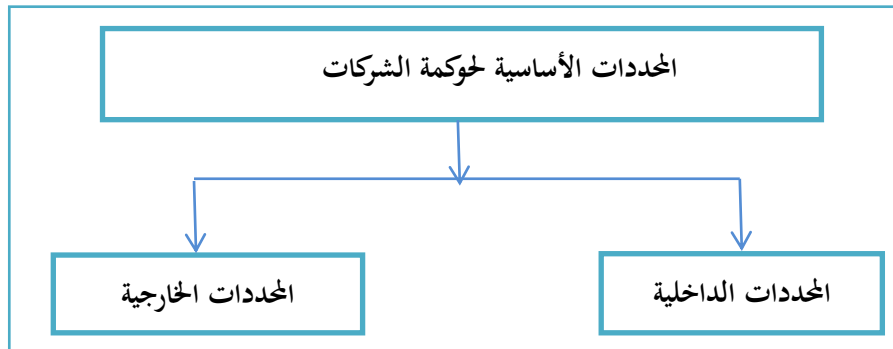 المحددات الأساسية لحوكمة الشركات
المحددات الداخلية
المحددات الخارجية